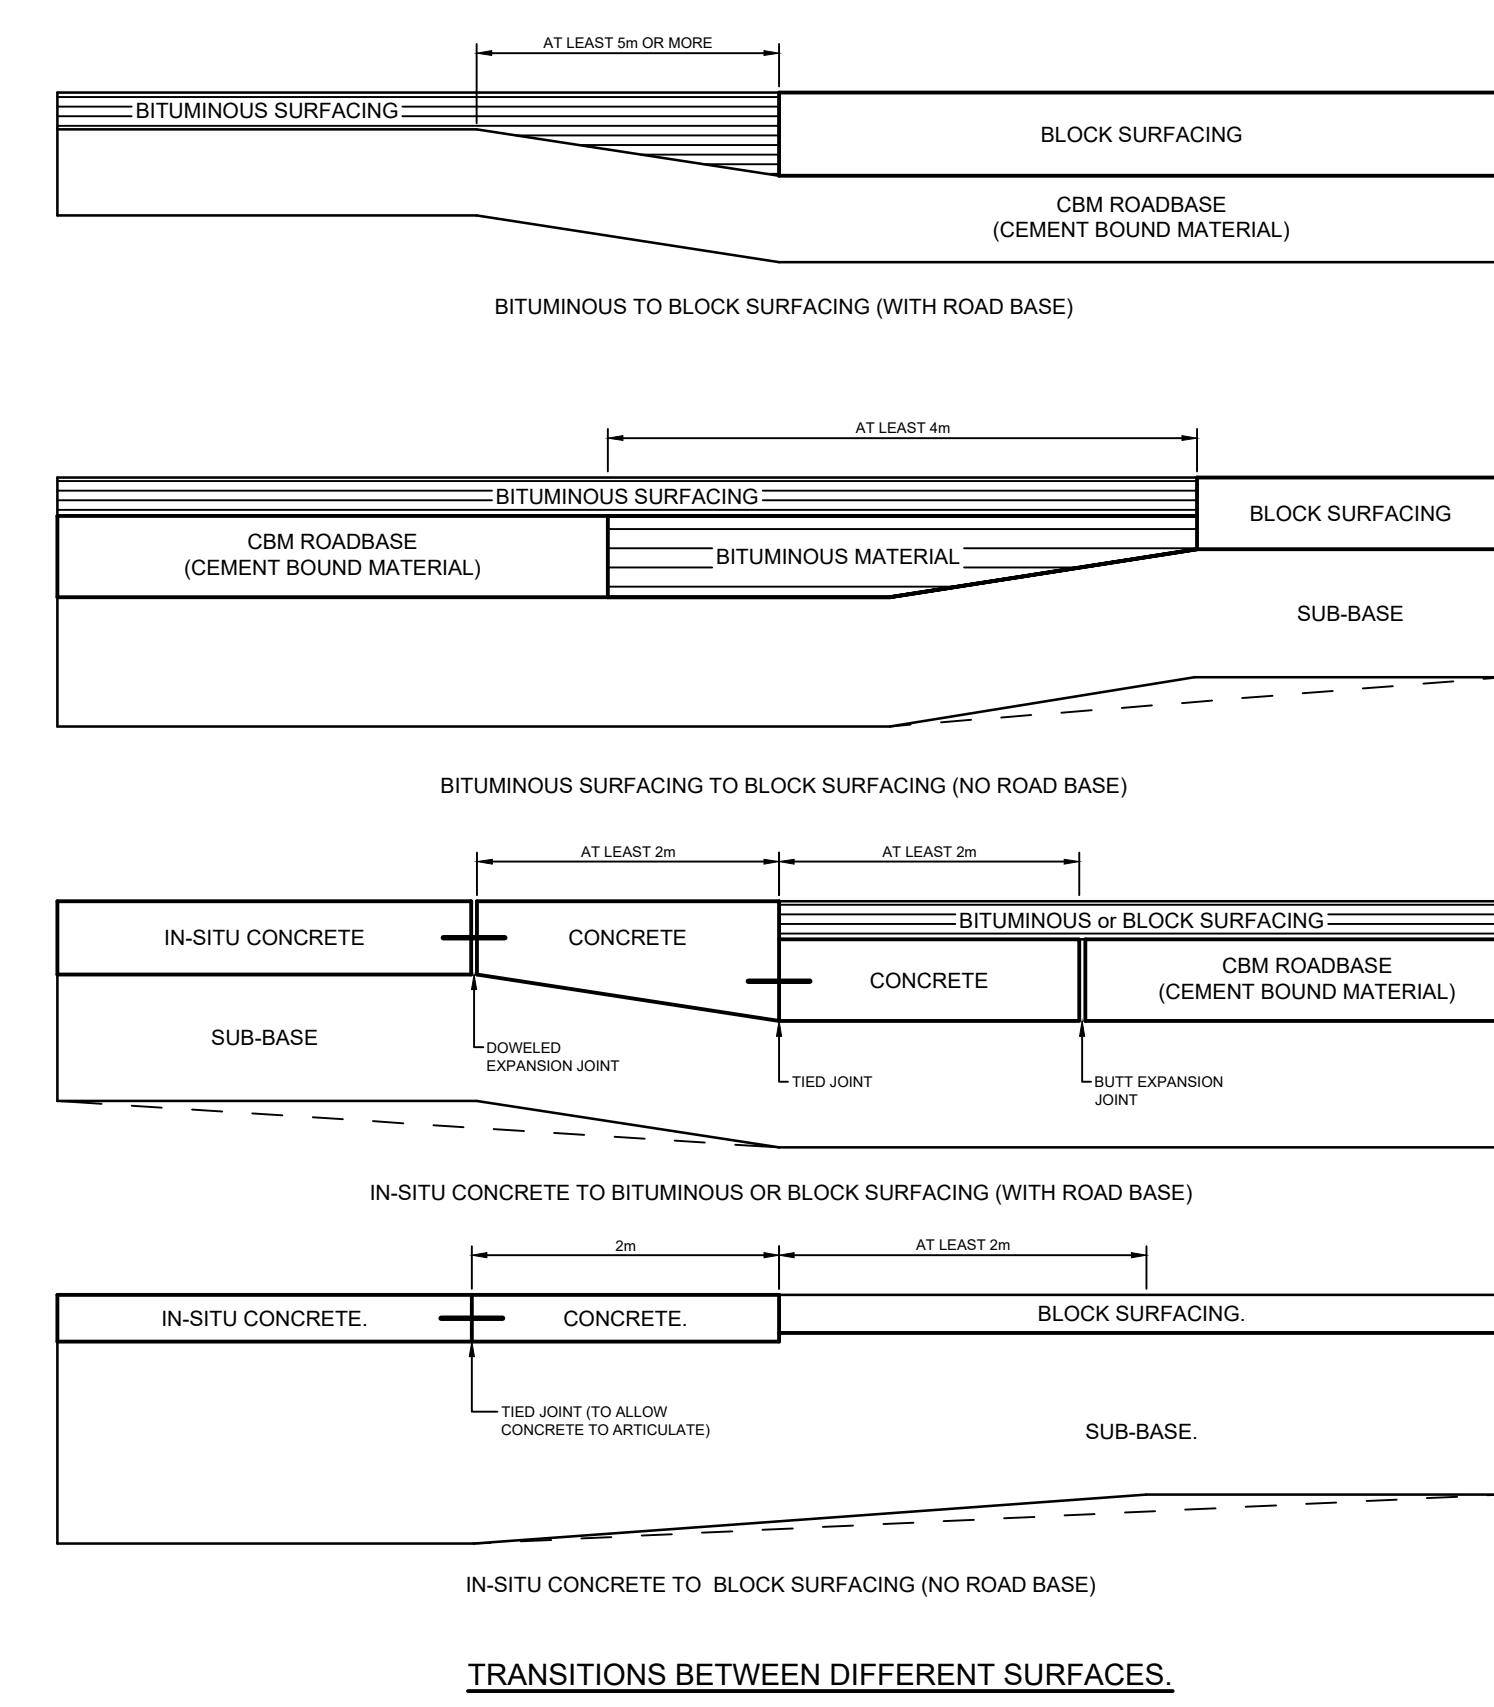 AT LEAST 5m OR MORE
BITUMINOUS SURFACING
BLOCK SURFACING
CBM ROADBASE
(CEMENT BOUND MATERIAL)
BITUMINOUS TO BLOCK SURFACING (WITH ROAD BASE)
AT LEAST 4m
BITUMINOUS SURFACING
BLOCK SURFACING
CBM ROADBASE
(CEMENT BOUND MATERIAL)
BITUMINOUS MATERIAL
SUB-BASE
BITUMINOUS SURFACING TO BLOCK SURFACING (NO ROAD BASE)
AT LEAST 2m
AT LEAST 2m
IN-SITU CONCRETE
CONCRETE
BITUMINOUS or BLOCK SURFACING
CONCRETE
CBM ROADBASE
(CEMENT BOUND MATERIAL)
SUB-BASE
DOWELED
EXPANSION JOINT
TIED JOINT
BUTT EXPANSION
JOINT
IN-SITU CONCRETE TO BITUMINOUS OR BLOCK SURFACING (WITH ROAD BASE)
2m
AT LEAST 2m
IN-SITU CONCRETE.
CONCRETE.
BLOCK SURFACING.
TIED JOINT (TO ALLOW
CONCRETE TO ARTICULATE)
SUB-BASE.
IN-SITU CONCRETE TO  BLOCK SURFACING (NO ROAD BASE)
TRANSITIONS BETWEEN DIFFERENT SURFACES.